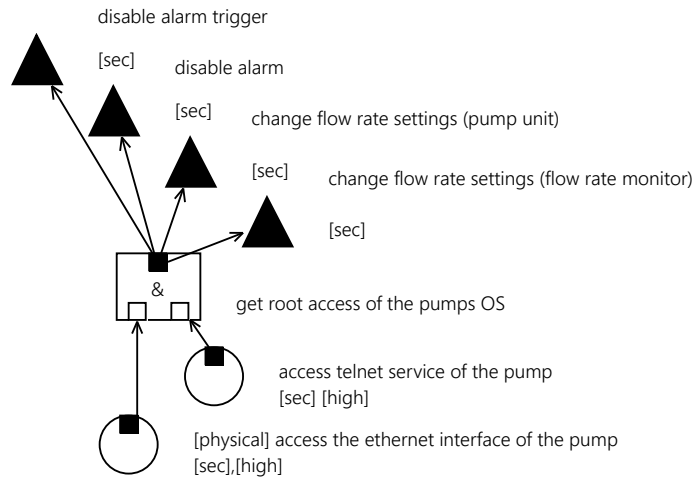 disable alarm trigger
[sec]
disable alarm
[sec]
change flow rate settings (pump unit)
[sec]
change flow rate settings (flow rate monitor)
[sec]
&
get root access of the pumps OS
access telnet service of the pump
[sec] [high]
[physical] access the ethernet interface of the pump
[sec],[high]